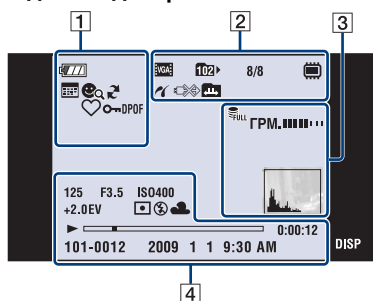 1
2
3
VGA 102 8/8
DPOF
FULL ГРМ.
125 F3.5 ISO400
+2.0EV
0:00:12
101-0012 2009 1 1 9:30 AM
DISP
4